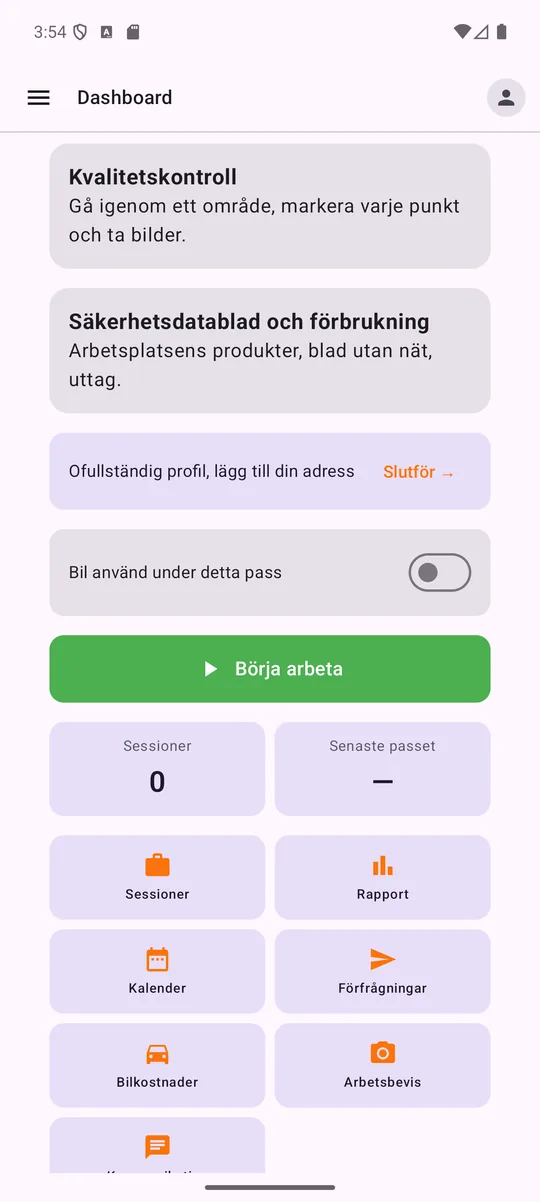 3:54
Dashboard
Kvalitetskontroll
Gå igenom ett område, markera varje punkt
och ta bilder.
Säkerhetsdatablad och förbrukning
Arbetsplatsens produkter, blad utan nät,
uttag.
Ofullständig profil, lägg till din adress Slutför →
Bil använd under detta pass
Börja arbeta
Sessioner Senaste passet
0 —
Sessioner Rapport
Kalender Förfrågningar
Bilkostnader Arbetsbevis